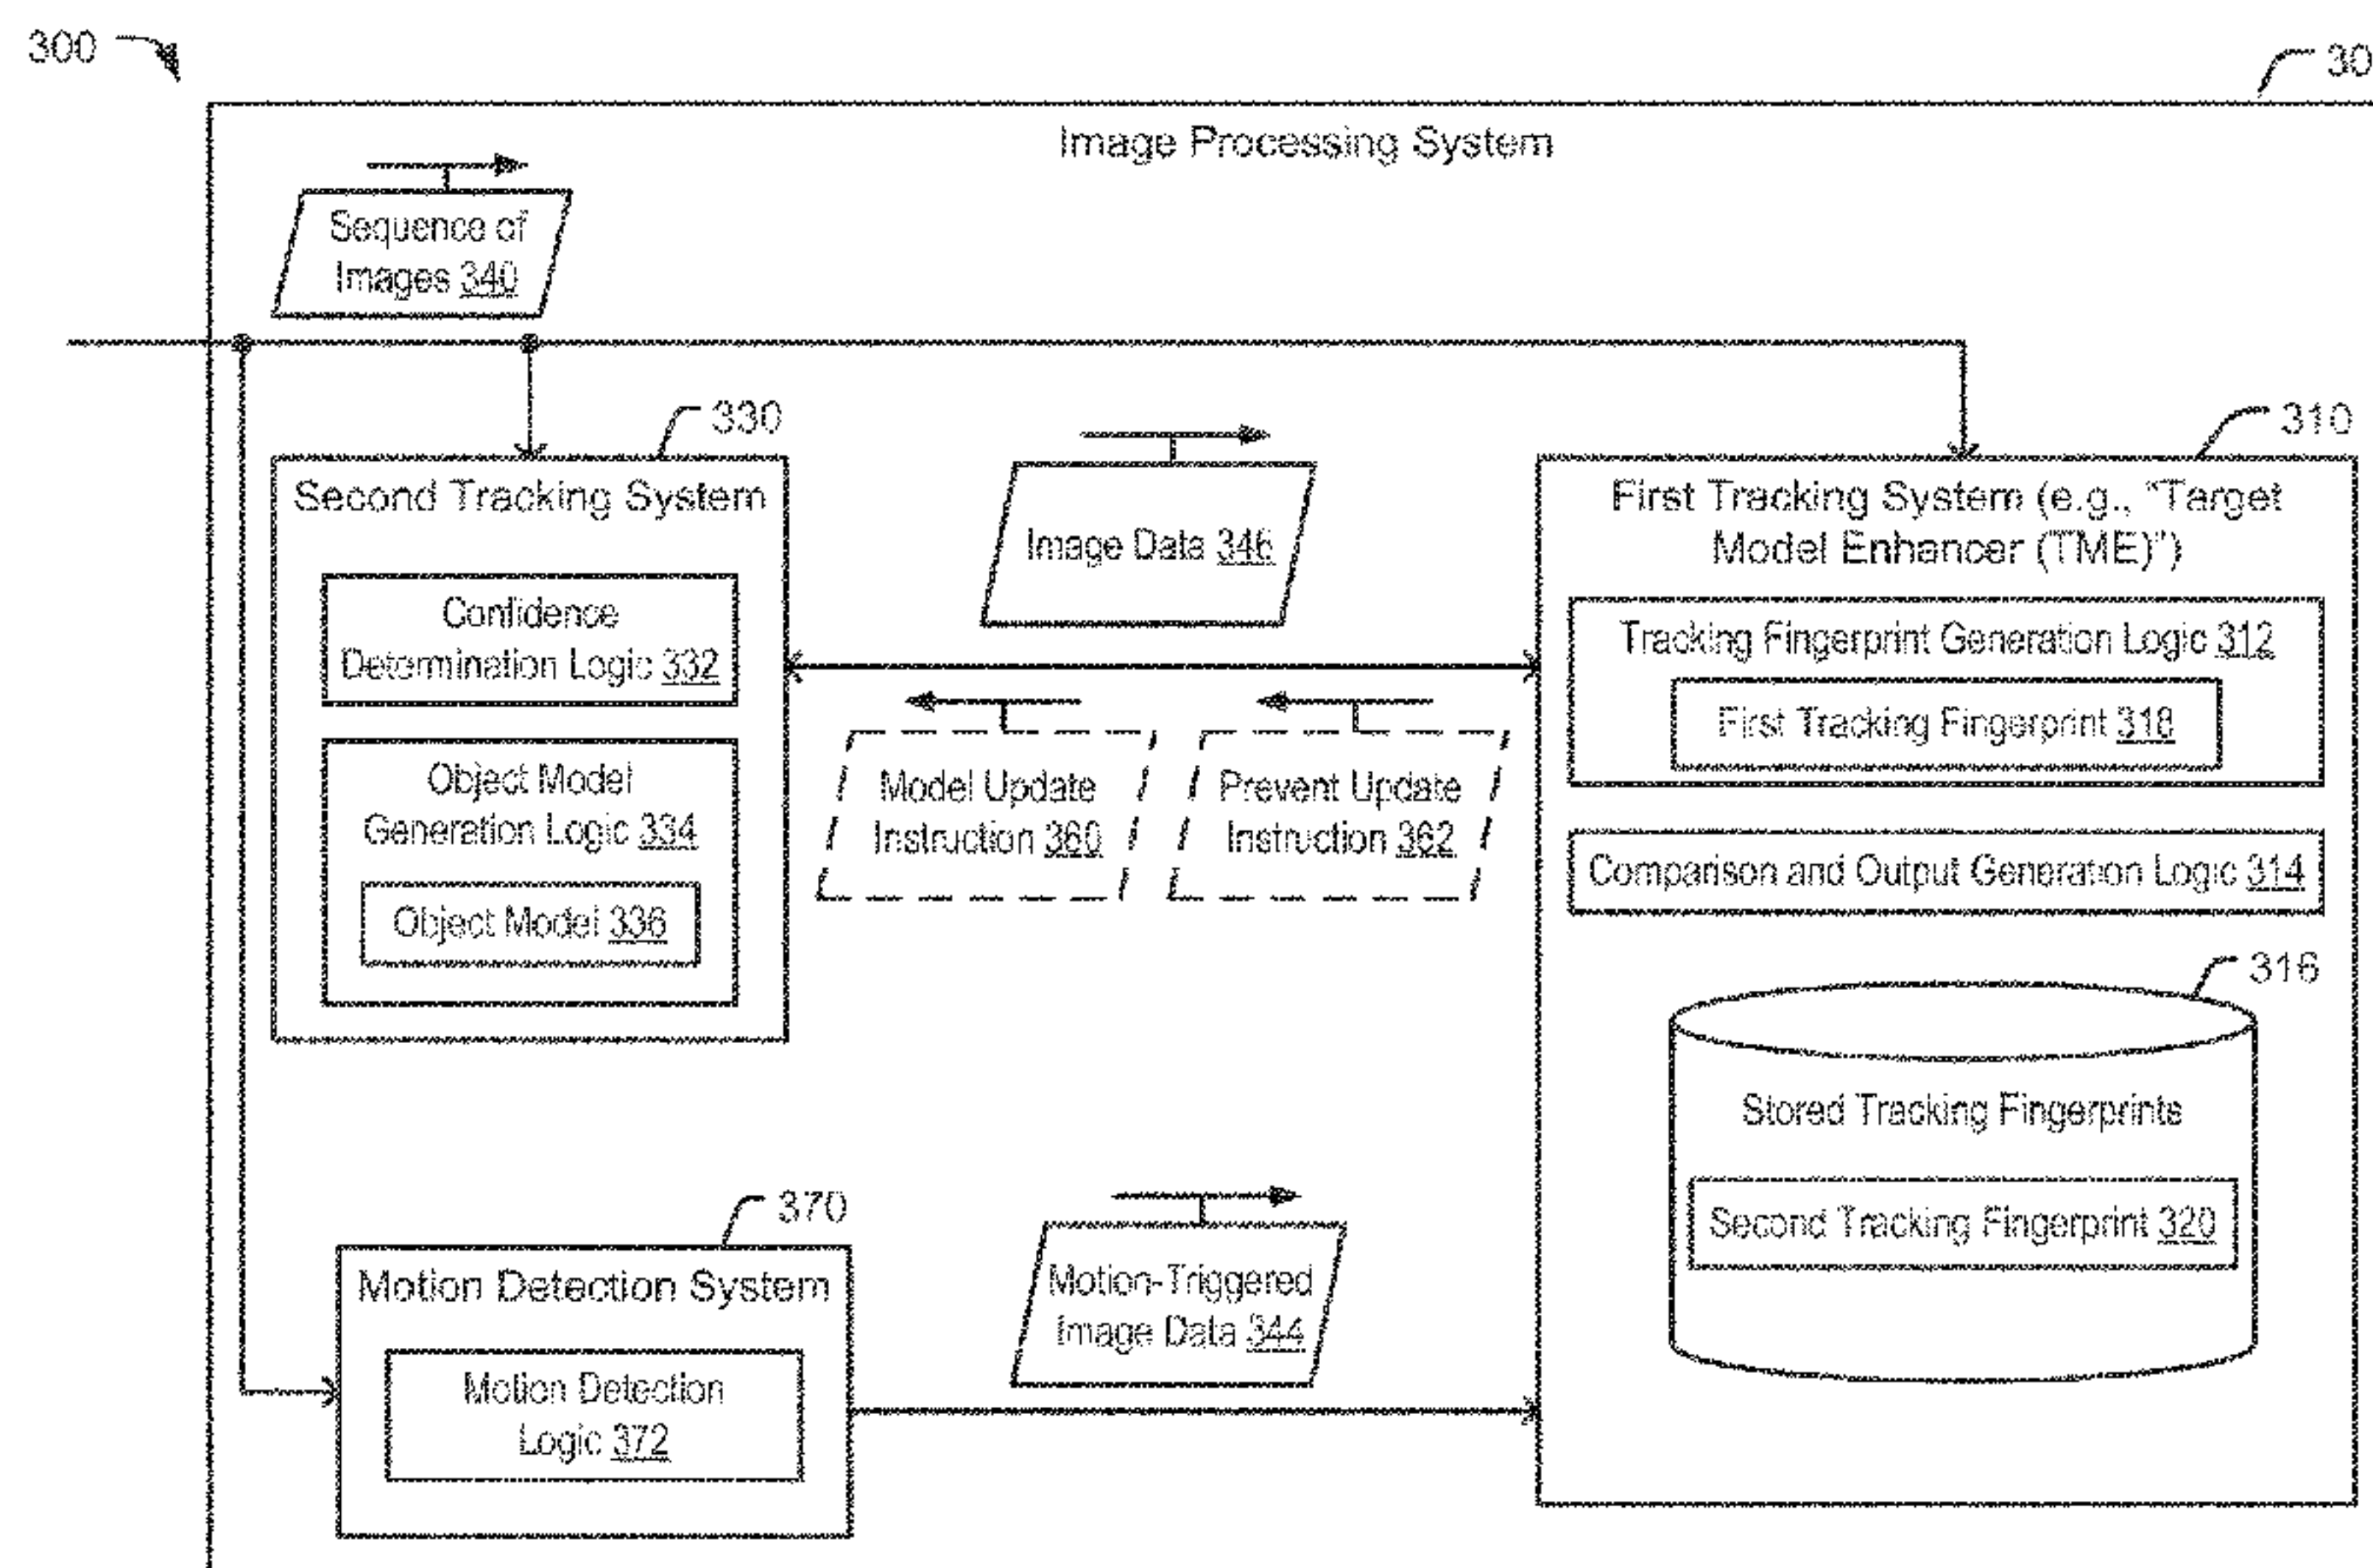 300
30
Image Processing System
Sequence of
Images 340
330
Second Tracking System
Confidence
Determination Logic 332
Object Model
Generation Logic 334
Object Model 336
Image Data 346
Model Update
Instruction 360
Prevent Update
Instruction 362
310
First Tracking System (e.g., "Target
Model Enhancer (TME)")
Tracking Fingerprint Generation Logic 312
First Tracking Fingerprint 318
Comparison and Output Generation Logic 314
316
Stored Tracking Fingerprints
Second Tracking Fingerprint 320
370
Motion Detection System
Motion Detection
Logic 372
Motion-Triggered
Image Data 344